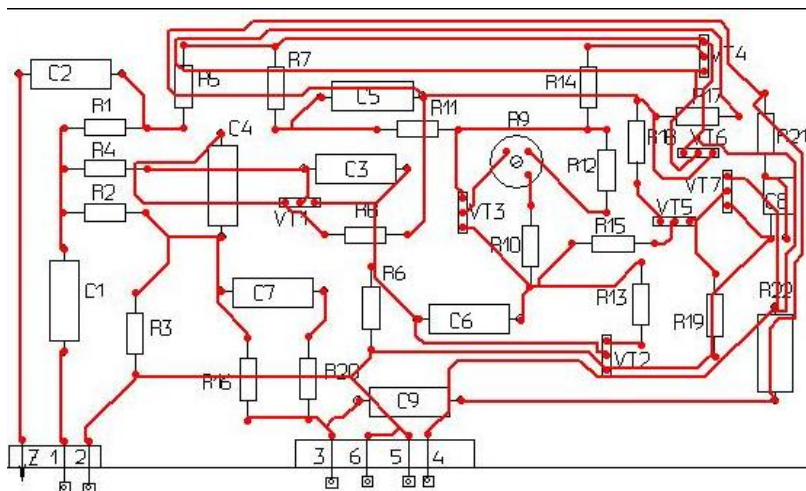 C2
R5
R7
C5
R14
VT4
R1
R11
R9
R17
R21
C4
R18
VT6
R4
C3
R12
VT7
R2
VT1
R8
VT3
VT5
C8
R10
R15
C1
C7
R6
R13
R22
R3
C6
R19
VT2
R16
R20
C9
Z 1 2
3 6 5 4